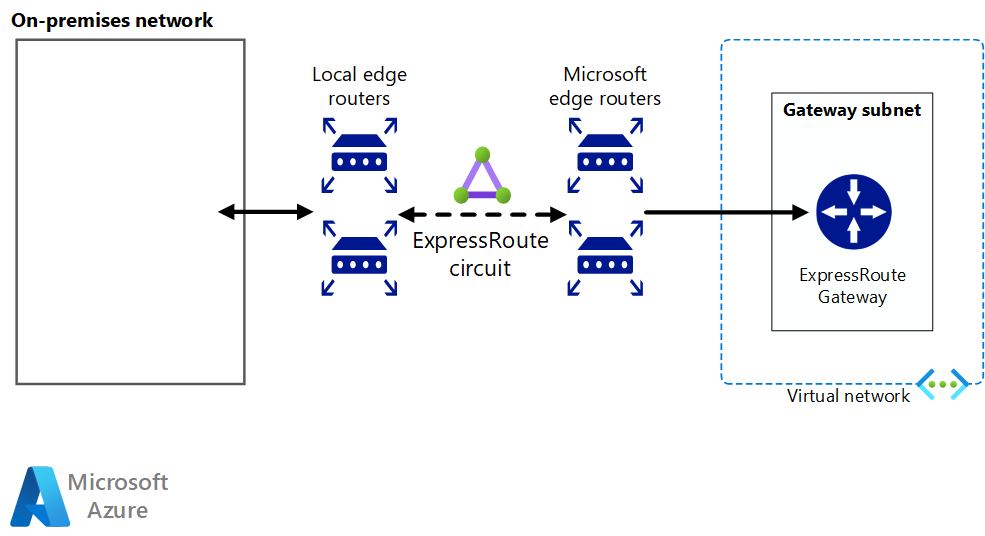 On-premises network
Local edge
routers
Microsoft
edge routers
Gateway subnet
ExpressRoute
circuit
ExpressRoute
Gateway
Virtual network
Microsoft
Azure